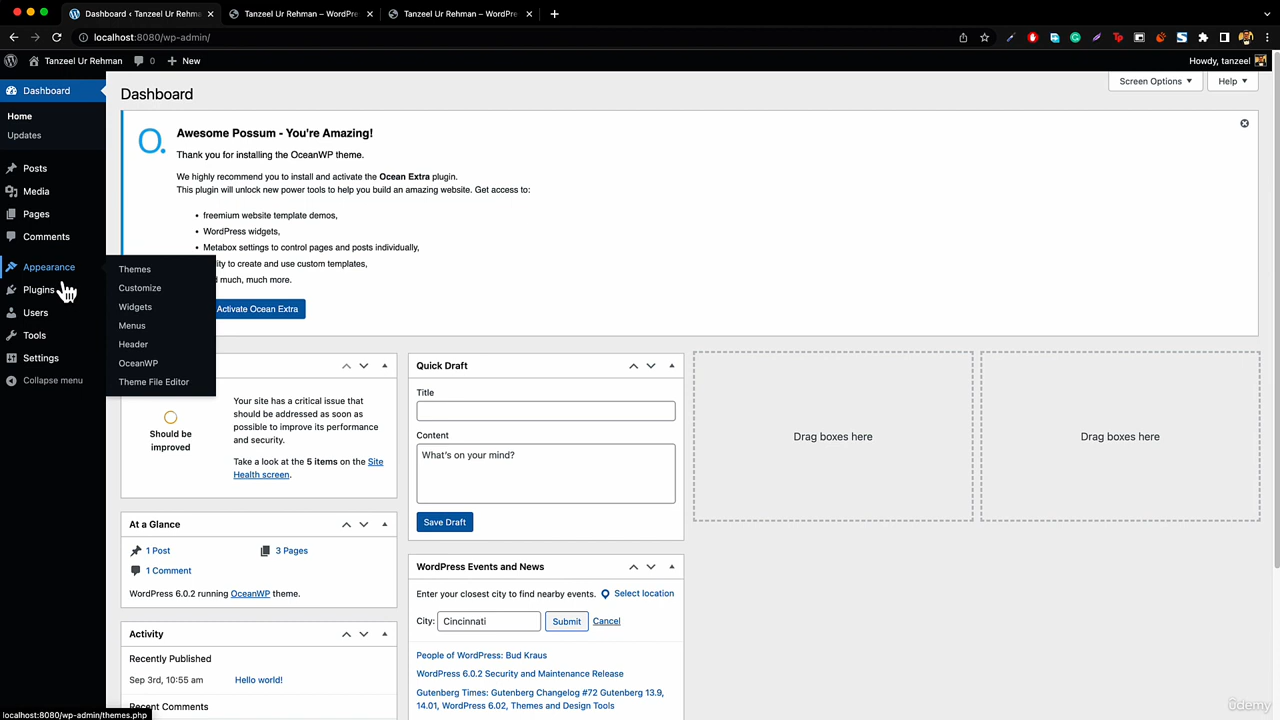 Dashboard ‹ Tanzeel Ur Rehman
Tanzeel Ur Rehman – WordPre
Tanzeel Ur Rehman – WordPre
localhost:8080/wp-admin/
Tanzeel Ur Rehman
0
New
Howdy, tanzeel
Dashboard
Home
Updates
Posts
Media
Pages
Comments
Appearance
Plugins
Users
Tools
Settings
Collapse menu
Themes
Customize
Widgets
Menus
Header
OceanWP
Theme File Editor
Dashboard
Screen Options
Help
O.
Awesome Possum - You're Amazing!
Thank you for installing the OceanWP theme.
We highly recommend you to install and activate the Ocean Extra plugin.
This plugin will unlock new power tools to help you build an amazing website. Get access to:
• freemium website template demos,
• WordPress widgets,
• Metabox settings to control pages and posts individually,
ity to create and use custom templates,
d much, much more.
Activate Ocean Extra
Should be
improved
Your site has a critical issue that
should be addressed as soon as
possible to improve its performance
and security.
Take a look at the 5 items on the Site
Health screen.
At a Glance
1 Post
3 Pages
1 Comment
WordPress 6.0.2 running OceanWP theme.
Activity
Recently Published
Sep 3rd, 10:55 am
Hello world!
Recent Comments
Quick Draft
Title
Content
What's on your mind?
Save Draft
WordPress Events and News
Enter your closest city to find nearby events.
Select location
City:
Cincinnati
Submit
Cancel
People of WordPress: Bud Kraus
WordPress 6.0.2 Security and Maintenance Release
Gutenberg Times: Gutenberg Changelog #72 Gutenberg 13.9,
14.01, WordPress 6.02, Themes and Design Tools
Drag boxes here
Drag boxes here
localhost:8080/wp-admin/themes.php
ûdemy